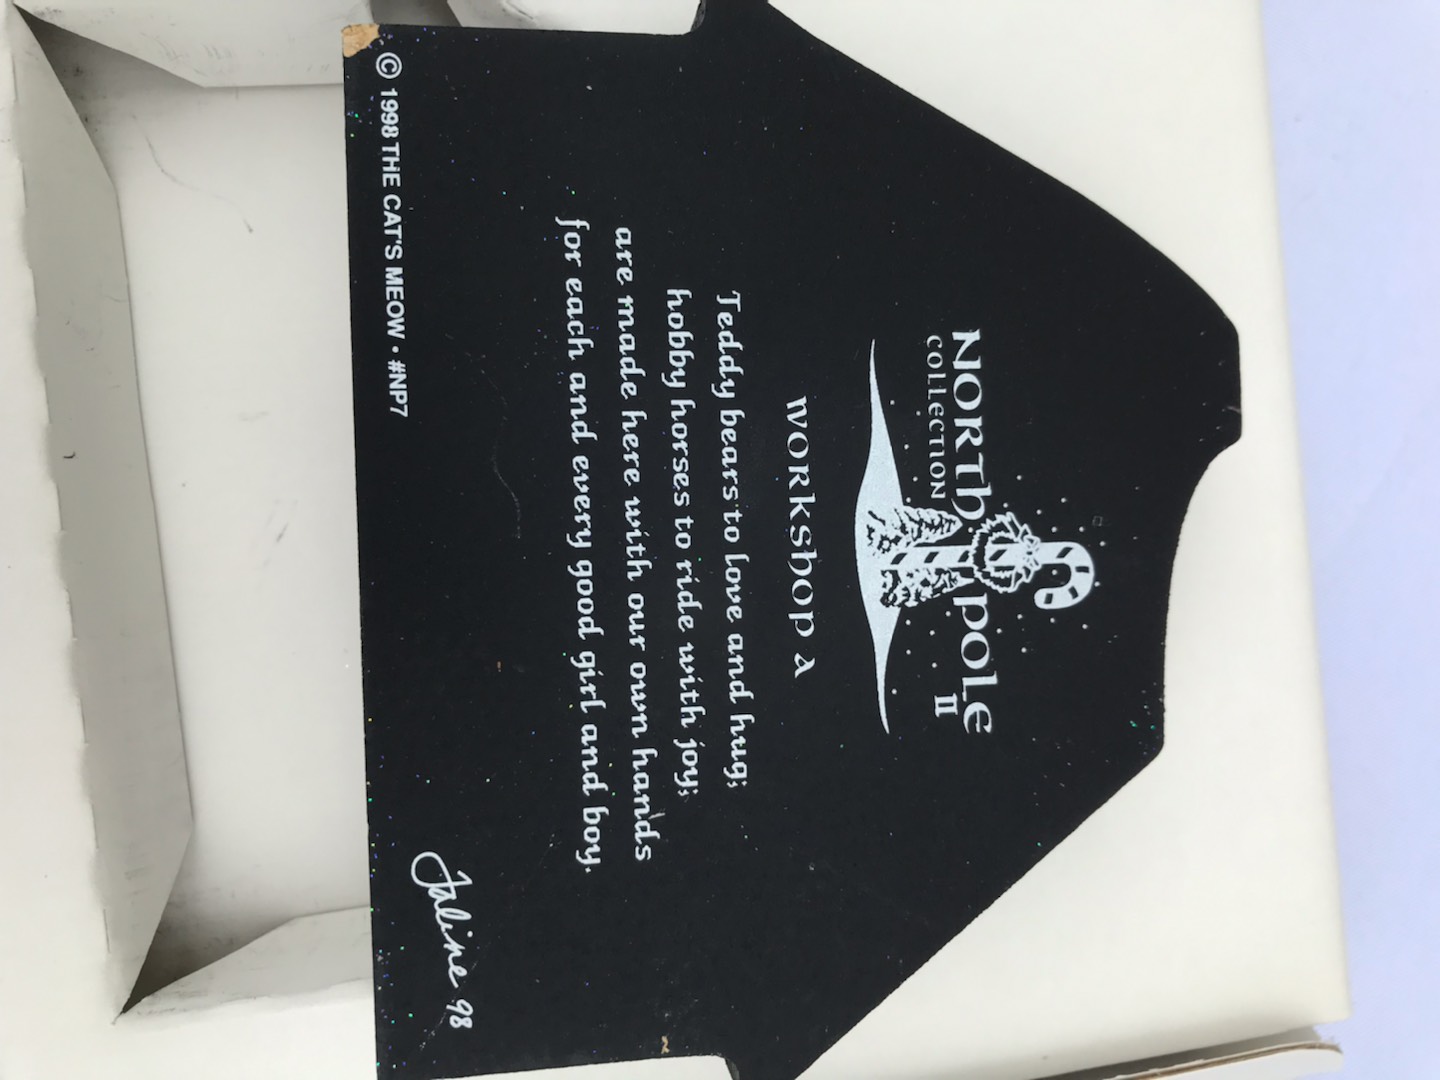 NORTH POLE
COLLECTION II
WORKSHOP A
Teddy bears to love and hug;
hobby horses to ride with joy;
are made here with our own hands
for each and every good girl and boy.
Jaline 98
© 1998 THE CAT'S MEOW • #NP7